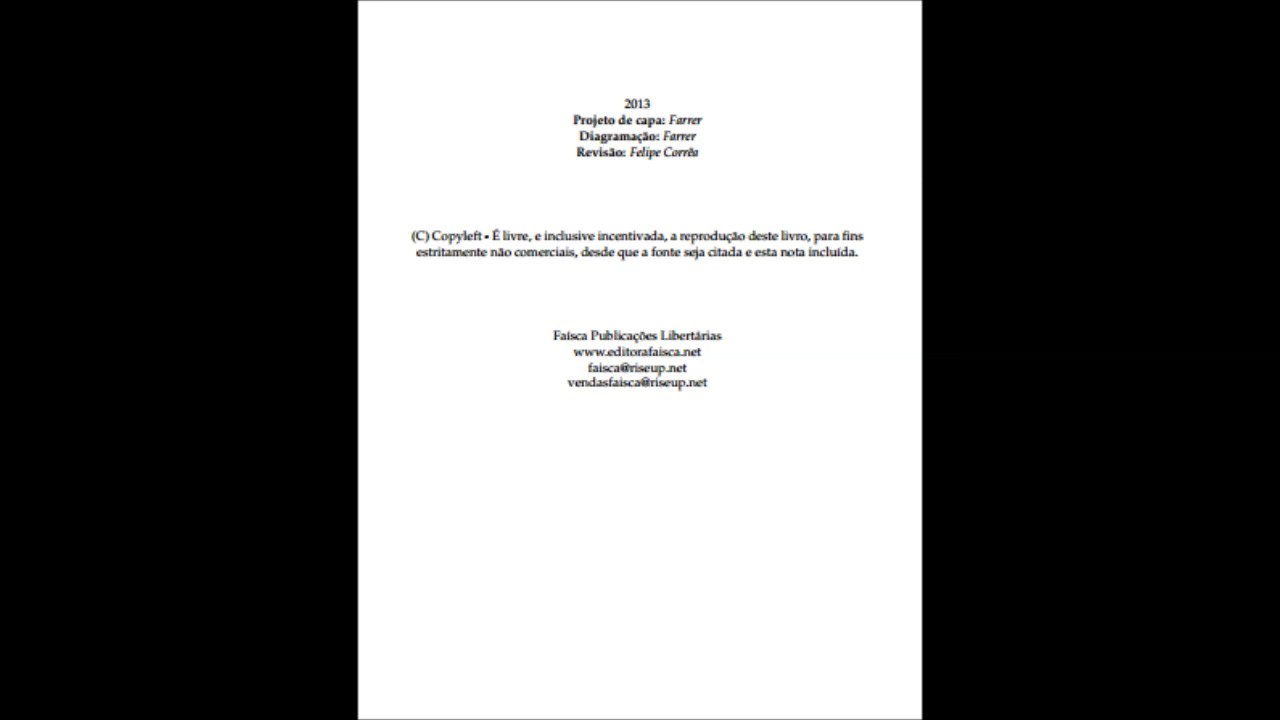 2013
Projeto de capa: Farrer
Diagramação: Farrer
Revisão: Felipe Corrêa
(C) Copyleft - É livre, e inclusive incentivada, a reprodução deste livro, para fins
estritamente não comerciais, desde que a fonte seja citada e esta nota incluída.
Faísca Publicações Libertárias
www.editorafaisca.net
faisca@riseup.net
vendasfaisca@riseup.net